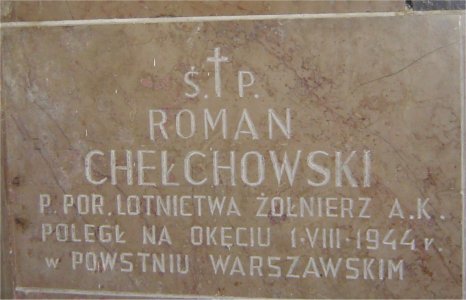 Ś.†P.
ROMAN
CHEŁCHOWSKI
P. POR. LOTNICTWA ŻOŁNIERZ A.K.
POLEGŁ NA OKĘCIU 1·VIII·1944 R.
W POWSTNIU WARSZAWSKIM